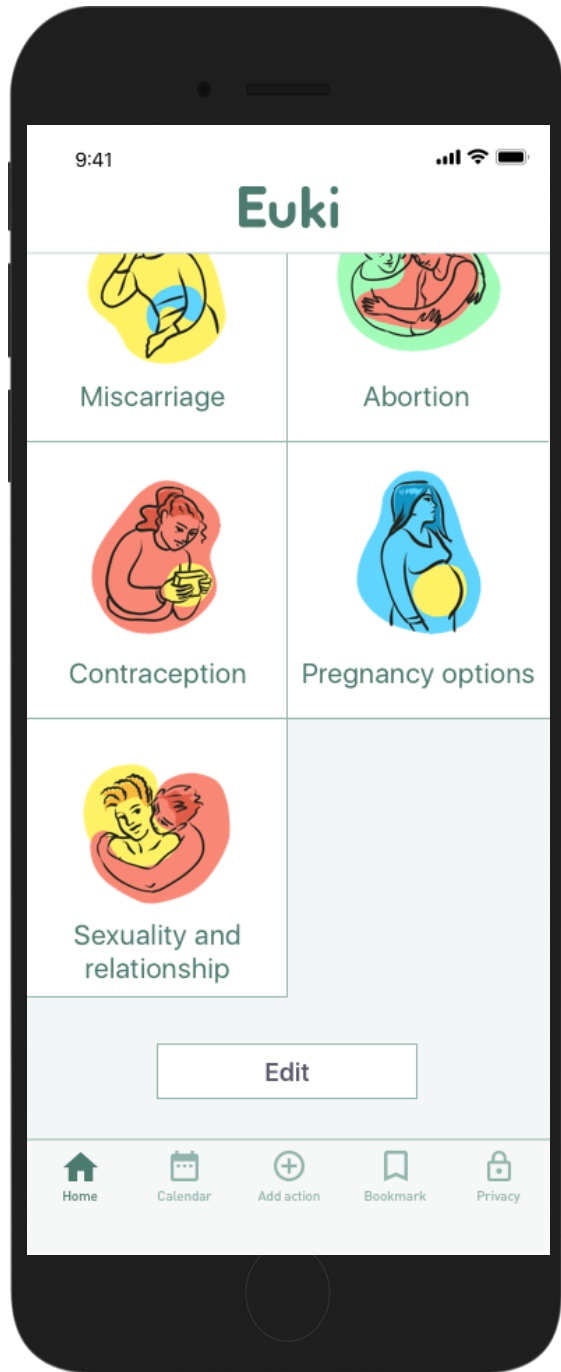 9:41
Euki
Miscarriage
Abortion
Contraception
Pregnancy options
Sexuality and
relationship
Edit
Home
Calendar
Add action
Bookmark
Privacy